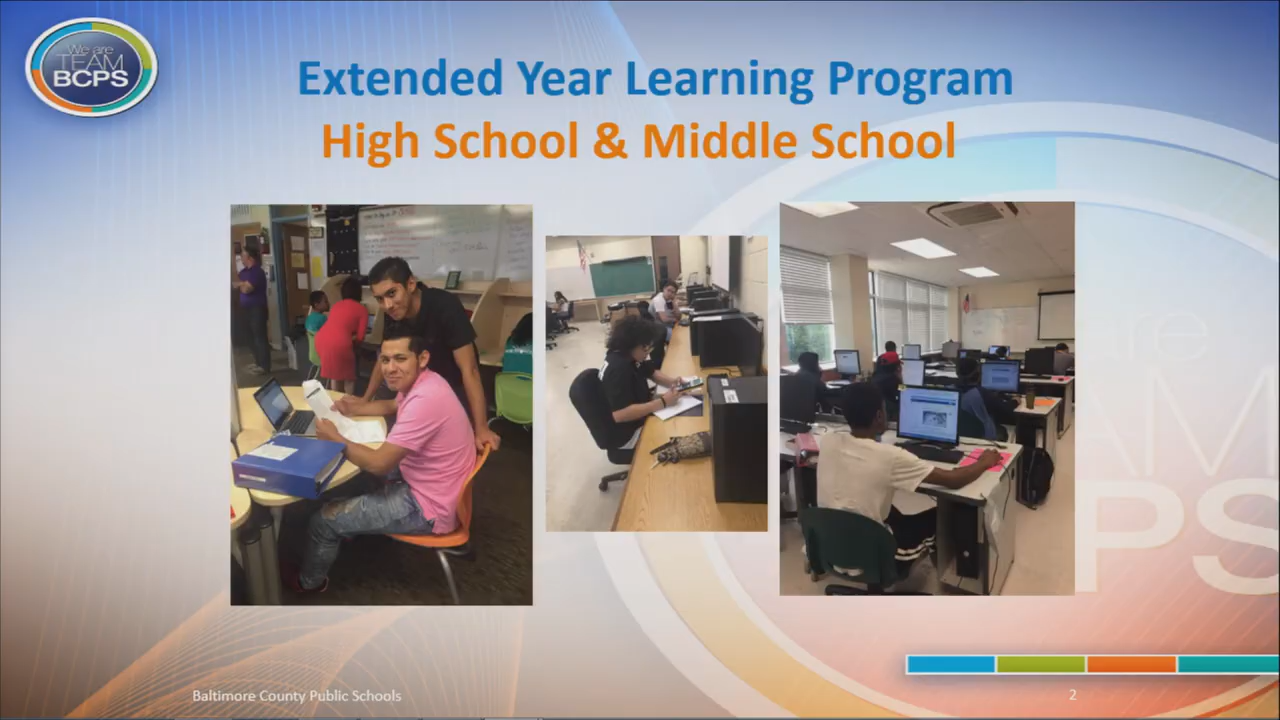 We are
TEAM
BCPS
Extended Year Learning Program
High School & Middle School
Baltimore County Public Schools
2